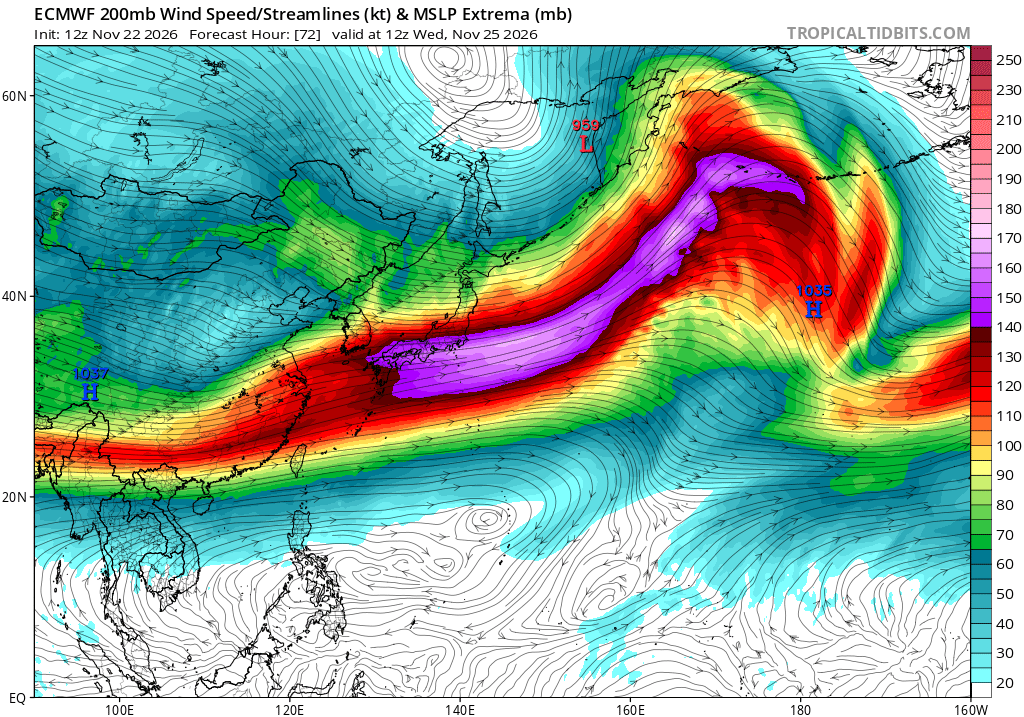 ECMWF 200mb Wind Speed/Streamlines (kt) & MSLP Extrema (mb)
Init: 12z Nov 22 2026 Forecast Hour: [72] valid at 12z Wed, Nov 25 2026
TROPICALTIDBITS.COM
60N
40N
20N
EQ
959
L
1035
H
1037
H
250
230
210
200
190
180
170
160
150
140
130
120
110
100
90
80
70
60
50
40
30
20
100E
120E
140E
160E
180
160W